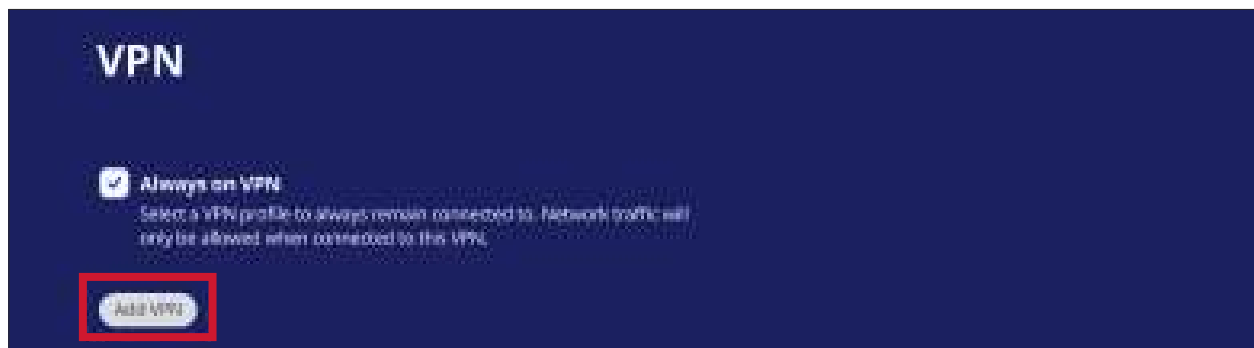 VPN
Always on VPN
Select a VPN profile to always remain connected to. Network traffic will
only be allowed when connected to this VPN.
Add VPN